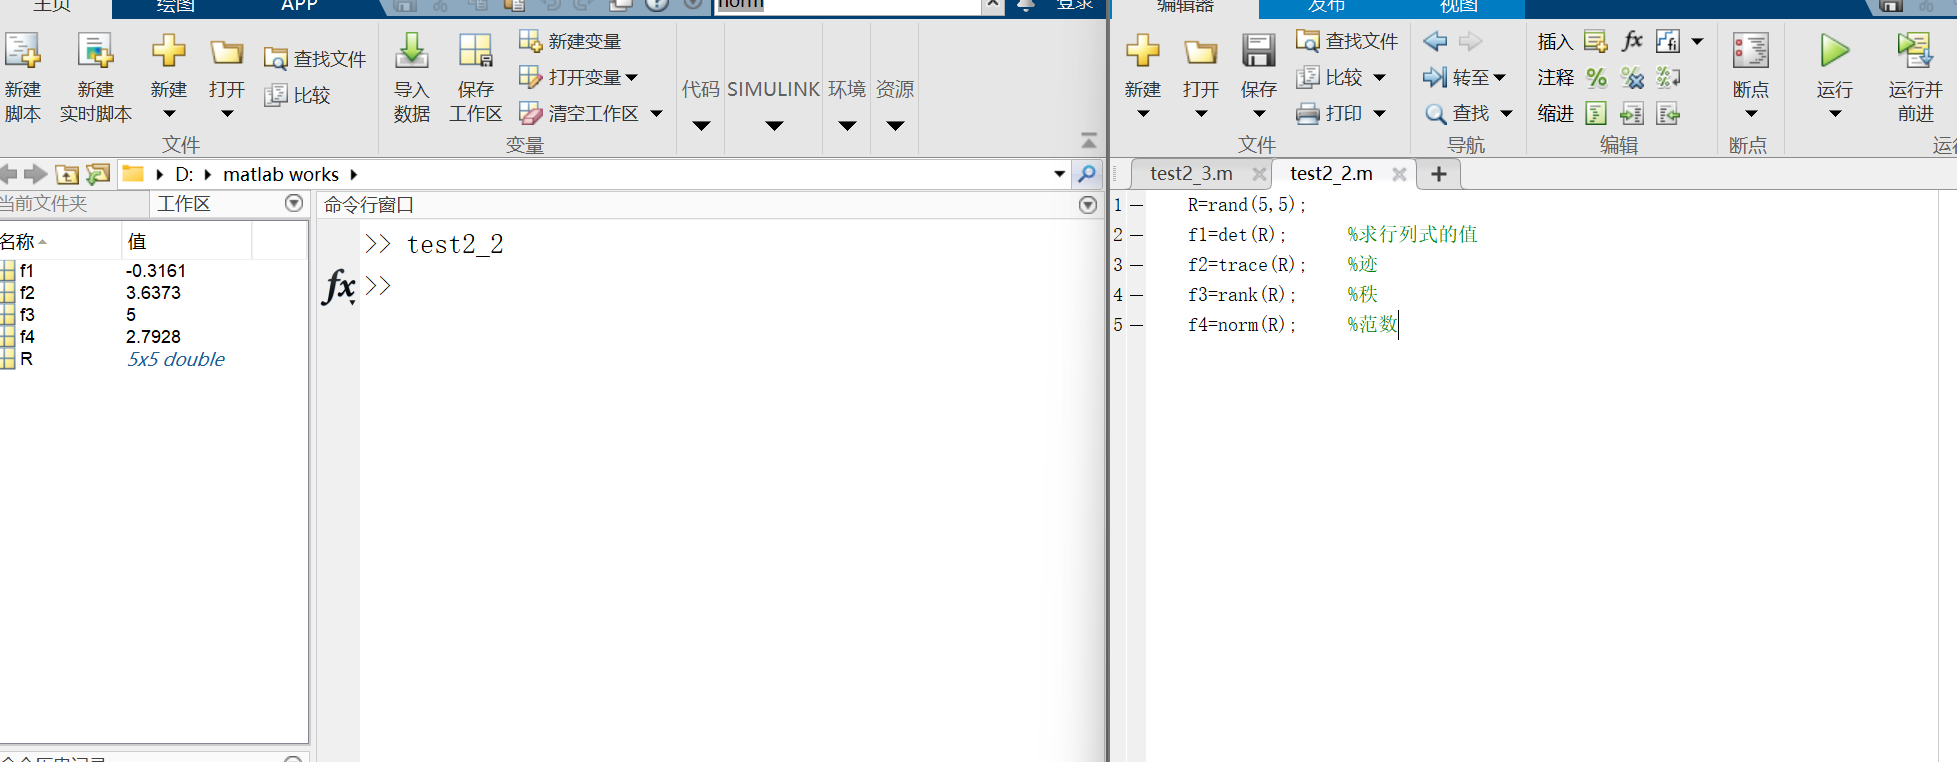 主页 绘图 APP norm 登录 编辑器 发布 视图
新建脚本
新建实时脚本
新建
打开
查找文件
比较
文件
导入数据
保存工作区
新建变量
打开变量
清空工作区
变量
代码 SIMULINK 环境 资源
新建
打开
保存
查找文件
比较
打印
文件
转至
查找
导航
插入
注释
缩进
编辑
断点
断点
运行
运行并前进
D: matlab works
当前文件夹 工作区
名称 值
f1 -0.3161
f2 3.6373
f3 5
f4 2.7928
R 5x5 double
命令行窗口
>> test2_2
fx >>
test2_3.m test2_2.m
1 R=rand(5,5);
2 f1=det(R); %求行列式的值
3 f2=trace(R); %迹
4 f3=rank(R); %秩
5 f4=norm(R); %范数